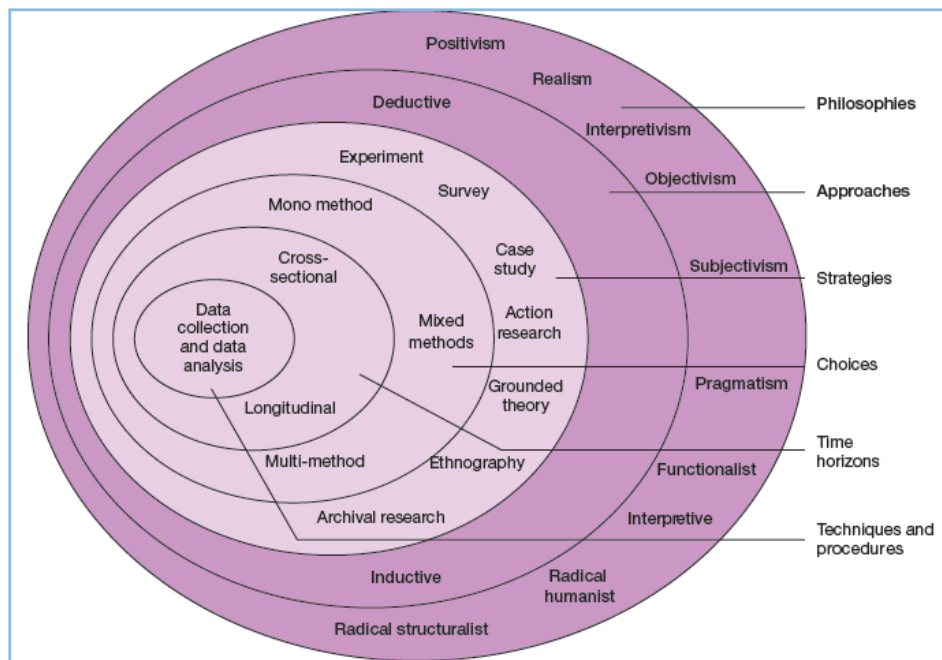 Positivism
Realism
Philosophies
Deductive
Interpretivism
Experiment
Objectivism
Approaches
Survey
Mono method
Case
study
Subjectivism
Strategies
Cross-
sectional
Data
collection
and data
analysis
Mixed
methods
Action
research
Choices
Grounded
theory
Pragmatism
Longitudinal
Time
horizons
Multi-method
Ethnography
Functionalist
Archival research
Interpretive
Techniques and
procedures
Inductive
Radical
humanist
Radical structuralist